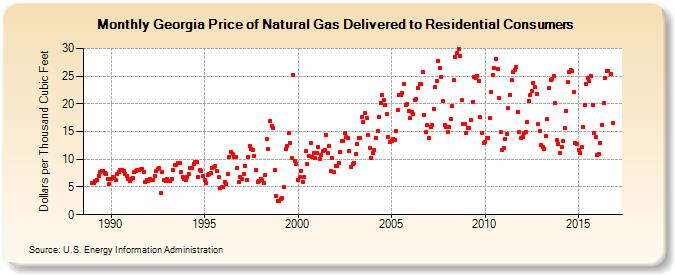 Monthly Georgia Price of Natural Gas Delivered to Residential Consumers
Dollars per Thousand Cubic Feet
30
25
20
15
10
5
0
1990 1995 2000 2005 2010 2015
Source: U.S. Energy Information Administration